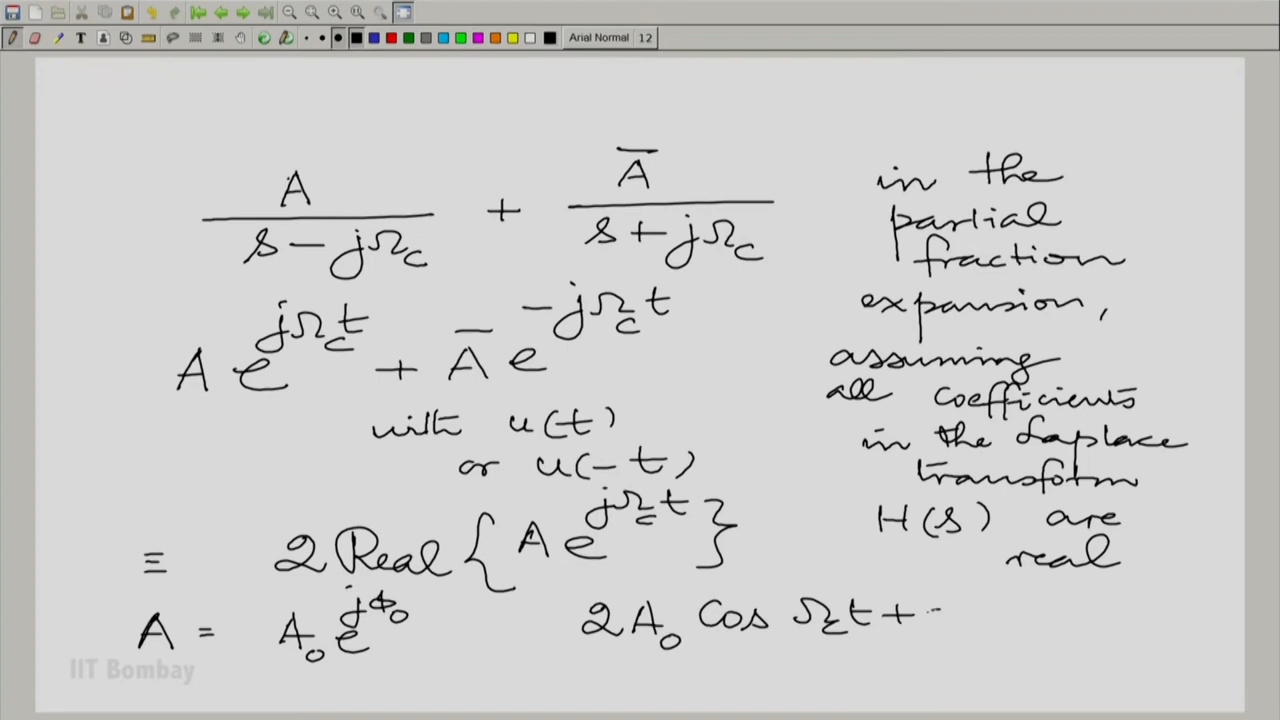 Arial Normal 12
A / (s - jΩc) + A̅ / (s + jΩc)
A e^{jΩc t} + A̅ e^{-jΩc t}
with u(t)
or u(-t)
≡ 2 Real { A e^{jΩc t} }
A = A₀ e^{jΦ₀}   2A₀ Cos Ωc t +
in the
partial
fraction
expansion,
assuming
all coefficients
in the Laplace
transform
H(s) are
real
IIT Bombay